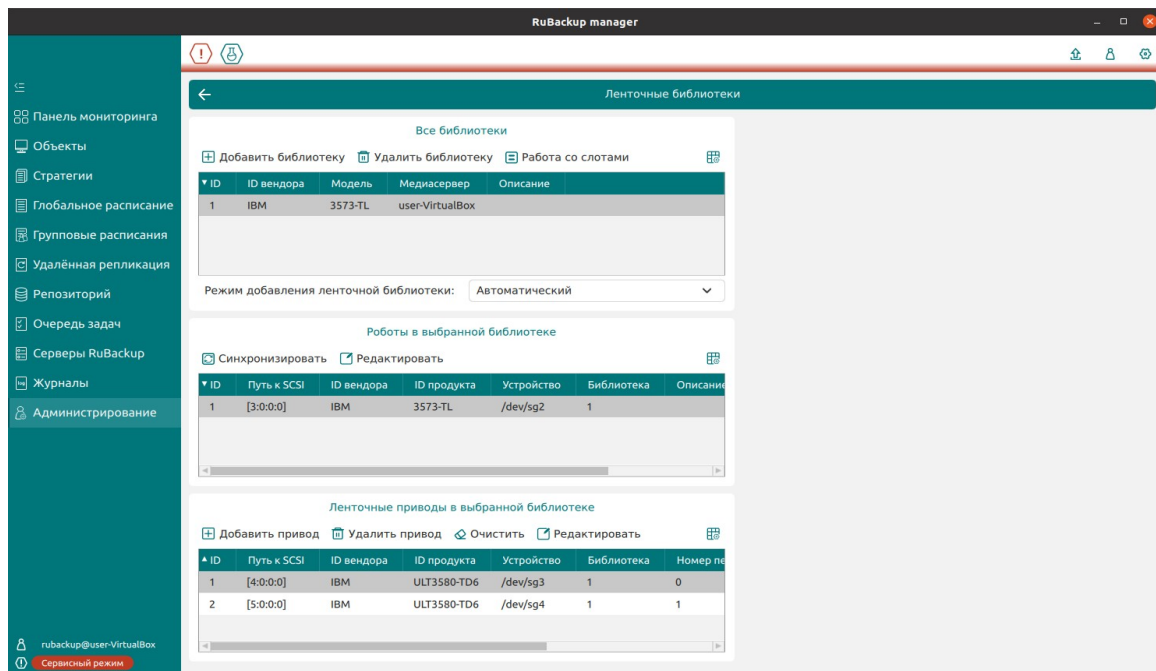 RuBackup manager
Ленточные библиотеки
Панель мониторинга
Объекты
Стратегии
Глобальное расписание
Групповые расписания
Удалённая репликация
Репозиторий
Очередь задач
Серверы RuBackup
Журналы
Администрирование
rubackup@user-VirtualBox
Сервисный режим
Все библиотеки
Добавить библиотеку Удалить библиотеку Работа со слотами
ID ID вендора Модель Медиасервер Описание
1 IBM 3573-TL user-VirtualBox
Режим добавления ленточной библиотеки: Автоматический
Роботы в выбранной библиотеке
Синхронизировать Редактировать
ID Путь к SCSI ID вендора ID продукта Устройство Библиотека Описание
1 [3:0:0:0] IBM 3573-TL /dev/sg2 1
Ленточные приводы в выбранной библиотеке
Добавить привод Удалить привод Очистить Редактировать
ID Путь к SCSI ID вендора ID продукта Устройство Библиотека Номер пе
1 [4:0:0:0] IBM ULT3580-TD6 /dev/sg3 1 0
2 [5:0:0:0] IBM ULT3580-TD6 /dev/sg4 1 1